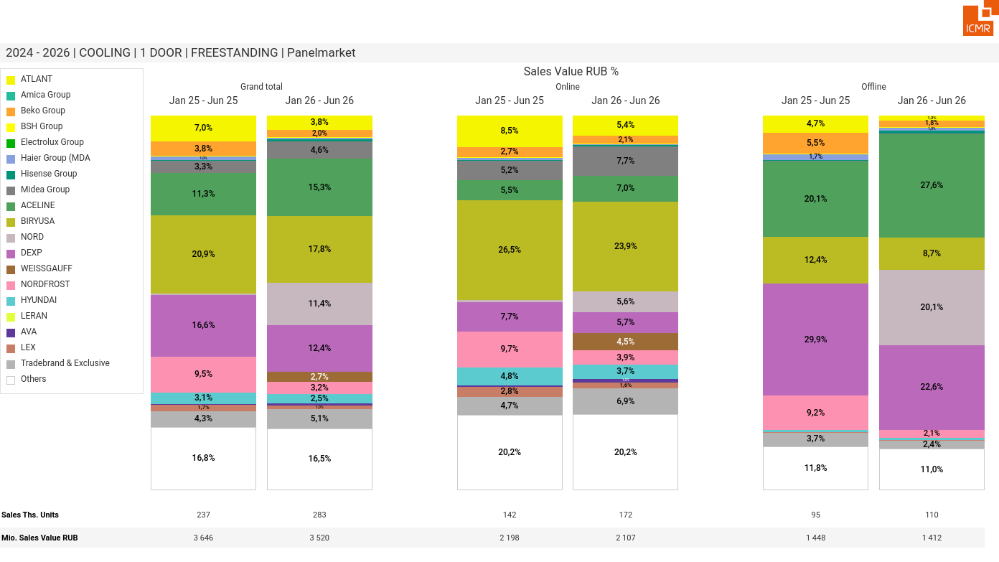 ICMR
2024 - 2026 | COOLING | 1 DOOR | FREESTANDING | Panelmarket
Sales Value RUB %
Grand total
Online
Offline
Jan 25 - Jun 25
Jan 26 - Jun 26
Jan 25 - Jun 25
Jan 26 - Jun 26
Jan 25 - Jun 25
Jan 26 - Jun 26
ATLANT
Amica Group
Beko Group
BSH Group
Electrolux Group
Haier Group (MDA
Hisense Group
Midea Group
ACELINE
BIRYUSA
NORD
DEXP
WEISSGAUFF
NORDFROST
HYUNDAI
LERAN
AVA
LEX
Tradebrand & Exclusive
Others
7,0%
3,8%
1,0%
3,3%
11,3%
20,9%
16,6%
9,5%
3,1%
1,7%
4,3%
16,8%
3,8%
2,0%
4,6%
15,3%
17,8%
11,4%
12,4%
2,7%
3,2%
2,5%
1,0%
5,1%
16,5%
8,5%
2,7%
5,2%
5,5%
26,5%
7,7%
9,7%
4,8%
2,8%
4,7%
20,2%
5,4%
2,1%
7,7%
7,0%
23,9%
5,6%
5,7%
4,5%
3,9%
3,7%
1,0%
1,6%
6,9%
20,2%
4,7%
5,5%
1,7%
20,1%
12,4%
29,9%
9,2%
3,7%
11,8%
1,3%
1,8%
1,0%
27,6%
8,7%
20,1%
22,6%
2,1%
2,4%
11,0%
Sales Ths. Units 237 283 142 172 95 110
Mio. Sales Value RUB 3 646 3 520 2 198 2 107 1 448 1 412